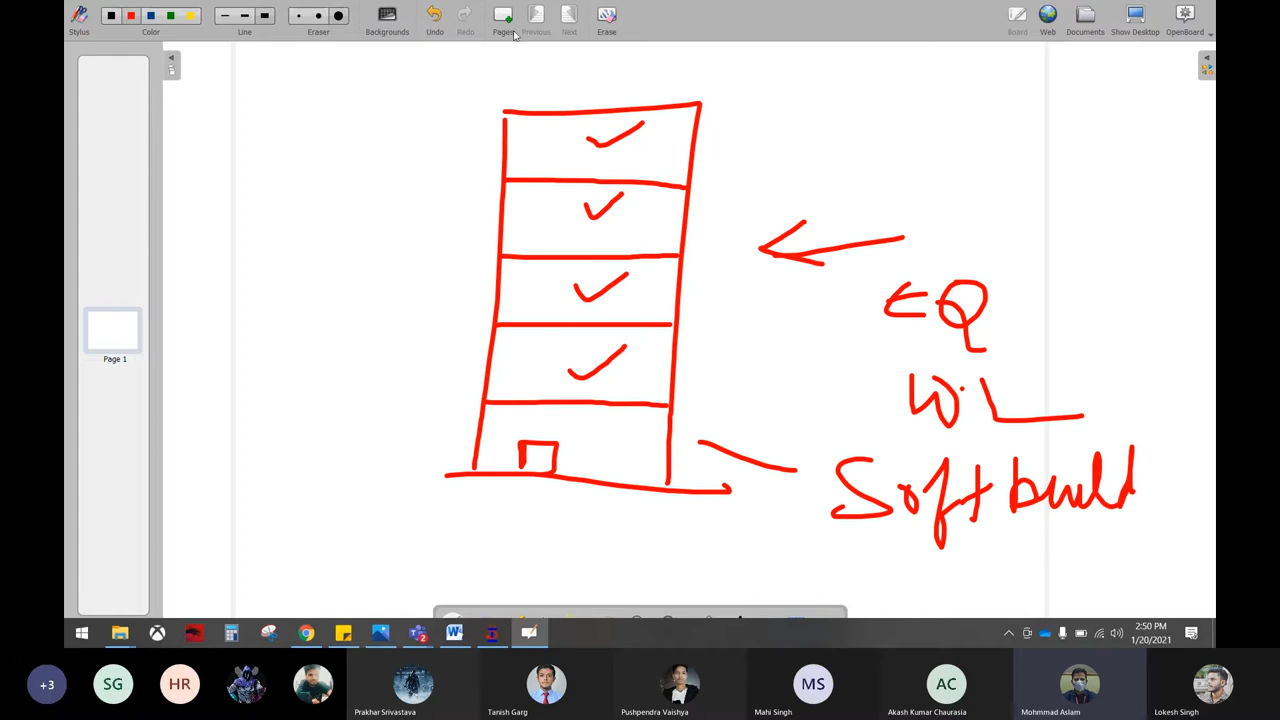 Stylus Color Line Eraser Backgrounds Undo Redo Pages Previous Next Erase Board Web Documents Show Desktop OpenBoard
EQ
WL
Soft build
Page 1
2:50 PM
1/20/2021
+3 SG HR MS AC
Prakhar Srivastava Tanish Garg Pushpendra Vaishya Mahi Singh Akash Kumar Chaurasia Mohmmad Aslam Lokesh Singh